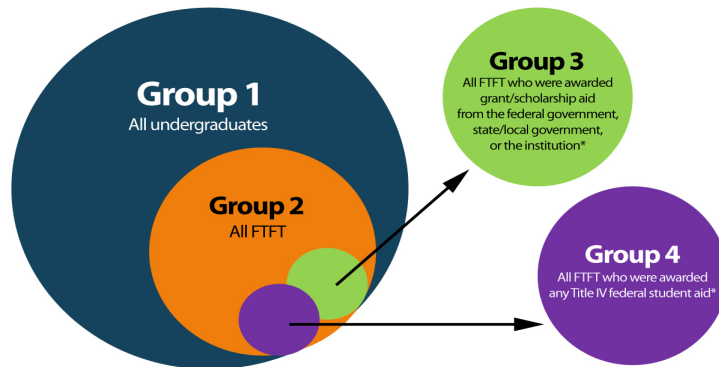 Group 1
All undergraduates
Group 2
All FTFT
Group 3
All FTFT who were awarded
grant/scholarship aid
from the federal government,
state/local government,
or the institution*
Group 4
All FTFT who were awarded
any Title IV federal student aid*